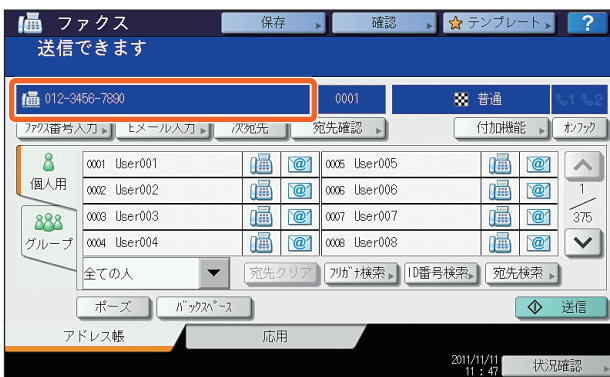 ファクス 保存 確認 テンプレート ?
送信できます
012-3456-7890 0001 普通 1 2
ファクス番号入力 Eメール入力 次宛先 宛先確認 付加機能 オンフック
個人用
0001 User001 @ 0005 User005 @
0002 User002 @ 0006 User006 @
0003 User003 @ 0007 User007 @
0004 User004 @ 0008 User008 @
1
375
グループ
全ての人 宛先クリア フリガナ検索 ID番号検索 宛先検索
ポーズ バックスペース 送信
アドレス帳 応用
2011/11/11
11 : 47
状況確認